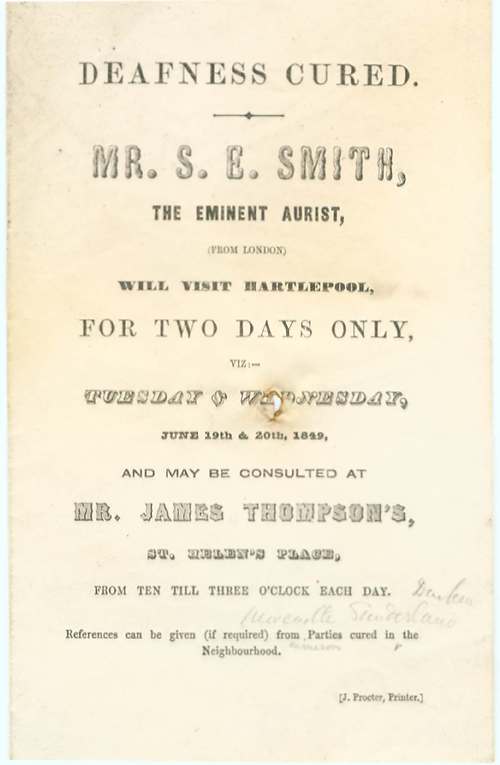 DEAFNESS CURED.
MR. S. E. SMITH,
THE EMINENT AURIST,
(FROM LONDON)
WILL VISIT HARTLEPOOL,
FOR TWO DAYS ONLY,
VIZ:—
TUESDAY & WEDNESDAY,
JUNE 19th & 20th, 1849,
AND MAY BE CONSULTED AT
MR. JAMES THOMPSON'S,
ST. HELEN'S PLACE,
FROM TEN TILL THREE O'CLOCK EACH DAY.
Newcastle Sunderland
References can be given (if required) from Parties cured in the
Neighbourhood.
[J. Procter, Printer.]